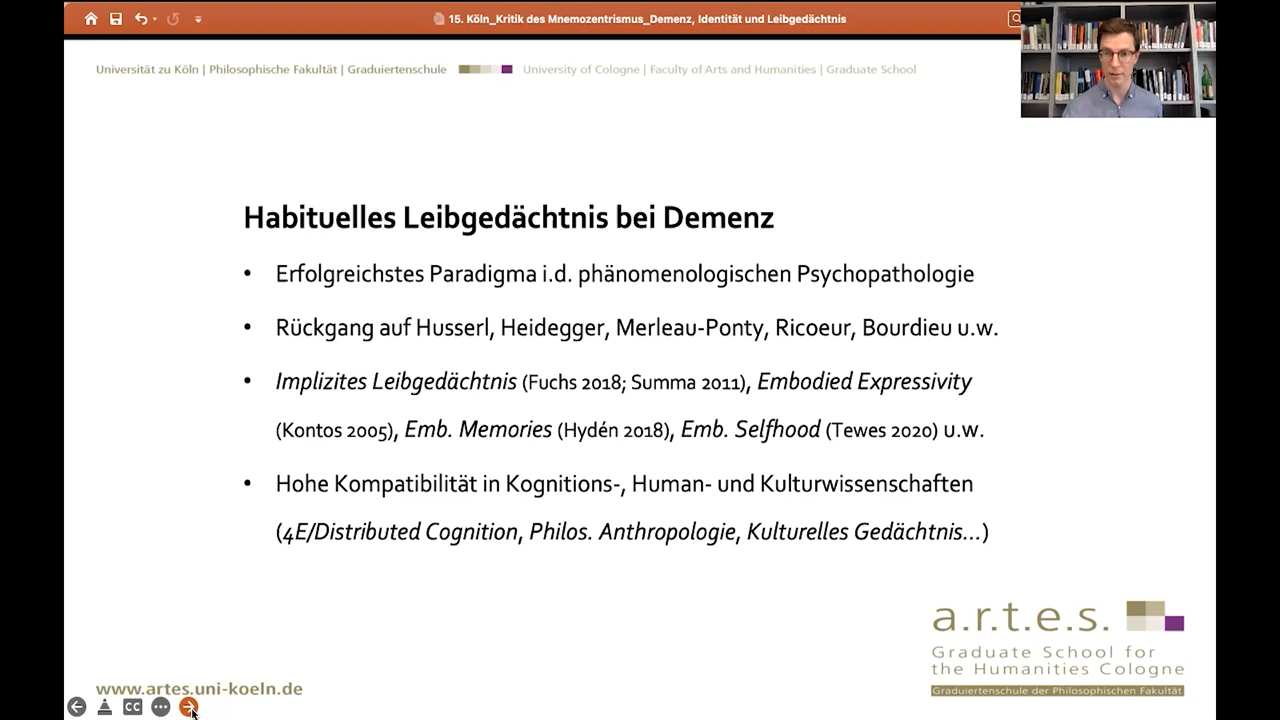 15. Köln_Kritik des Mnemozentrismus_Demenz, Identität und Leibgedächtnis
Universität zu Köln | Philosophische Fakultät | Graduiertenschule
University of Cologne | Faculty of Arts and Humanities | Graduate School
Habituelles Leibgedächtnis bei Demenz
• Erfolgreichstes Paradigma i.d. phänomenologischen Psychopathologie
• Rückgang auf Husserl, Heidegger, Merleau-Ponty, Ricoeur, Bourdieu u.w.
• Implizites Leibgedächtnis (Fuchs 2018; Summa 2011), Embodied Expressivity
(Kontos 2005), Emb. Memories (Hydén 2018), Emb. Selfhood (Tewes 2020) u.w.
• Hohe Kompatibilität in Kognitions-, Human- und Kulturwissenschaften
(4E/Distributed Cognition, Philos. Anthropologie, Kulturelles Gedächtnis...)
a.r.t.e.s.
Graduate School for
the Humanities Cologne
Graduiertenschule der Philosophischen Fakultät
www.artes.uni-koeln.de
CC